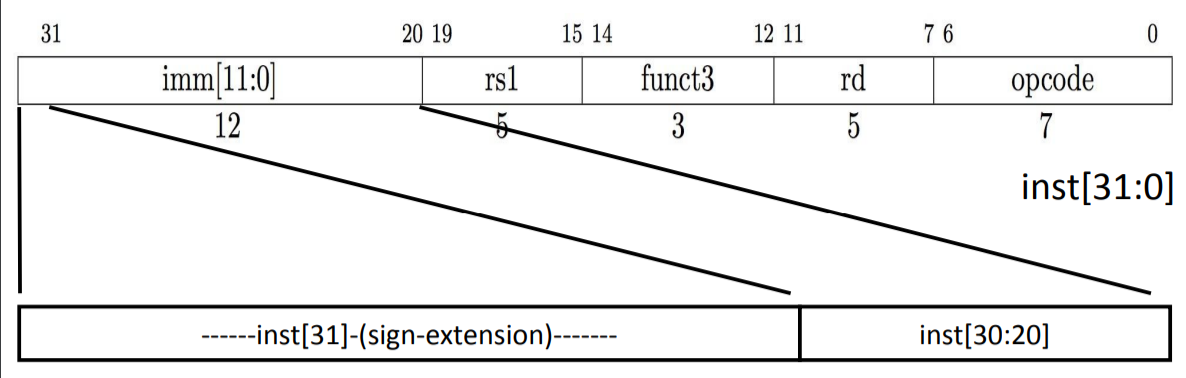 31 20 19 15 14 12 11 7 6 0
imm[11:0] rs1 funct3 rd opcode
12 5 3 5 7
inst[31:0]
------inst[31]-(sign-extension)------- inst[30:20]